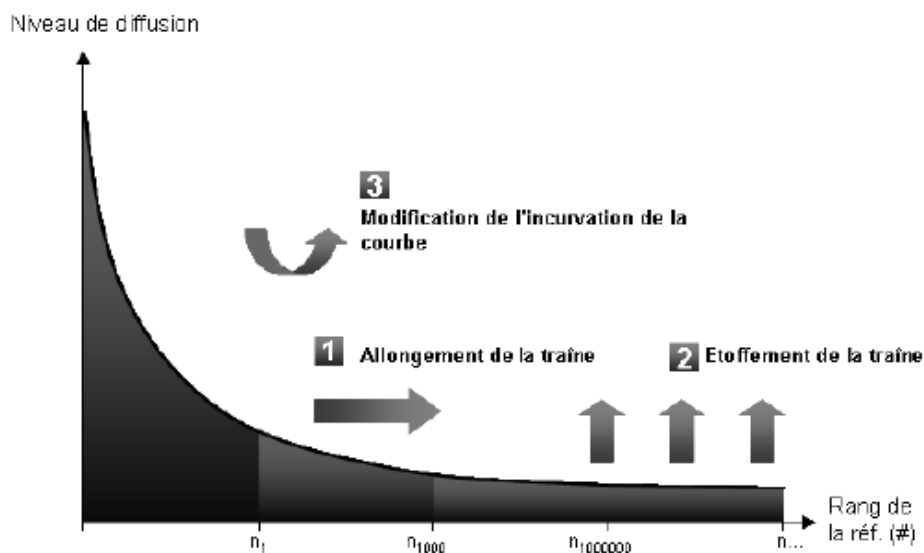 Niveau de diffusion
3
Modification de l'incurvation de la
courbe
1 Allongement de la traîne
2 Etoffement de la traîne
Rang de
la réf. (#)
n1
n1000
n1000000
n...